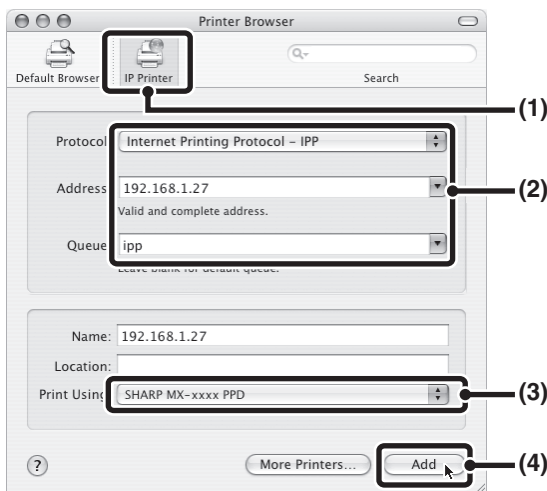 Printer Browser
Default Browser
IP Printer
Search
(1)
Protocol
Internet Printing Protocol – IPP
Address
192.168.1.27
(2)
Valid and complete address.
Queue
ipp
Leave blank for default queue.
Name: 192.168.1.27
Location:
Print Using
SHARP MX-xxxx PPD
(3)
?
More Printers...
Add
(4)